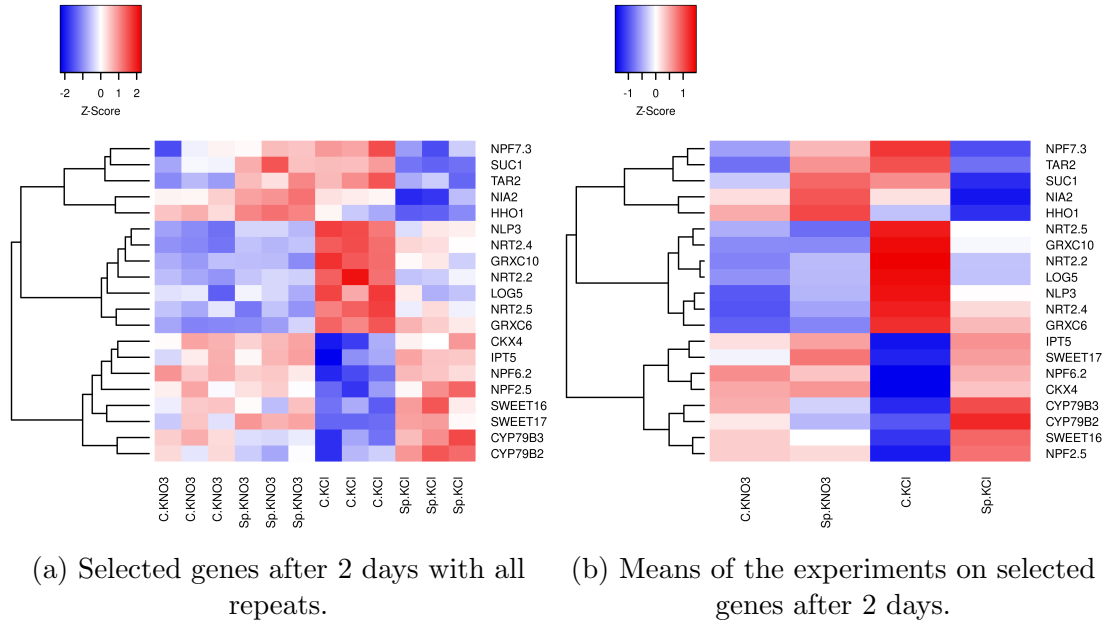 -2 0 1 2
Z-Score
NPF7.3
SUC1
TAR2
NIA2
HHO1
NLP3
NRT2.4
GRXC10
NRT2.2
LOG5
NRT2.5
GRXC6
CKX4
IPT5
NPF6.2
NPF2.5
SWEET16
SWEET17
CYP79B3
CYP79B2
C.KNO3
C.KNO3
C.KNO3
Sp.KNO3
Sp.KNO3
Sp.KNO3
C.KCl
C.KCl
C.KCl
Sp.KCl
Sp.KCl
Sp.KCl
(a) Selected genes after 2 days with all
repeats.
-1 0 1
Z-Score
NPF7.3
TAR2
SUC1
NIA2
HHO1
NRT2.5
GRXC10
NRT2.2
LOG5
NLP3
NRT2.4
GRXC6
IPT5
SWEET17
NPF6.2
CKX4
CYP79B3
CYP79B2
SWEET16
NPF2.5
C.KNO3
Sp.KNO3
C.KCl
Sp.KCl
(b) Means of the experiments on selected
genes after 2 days.